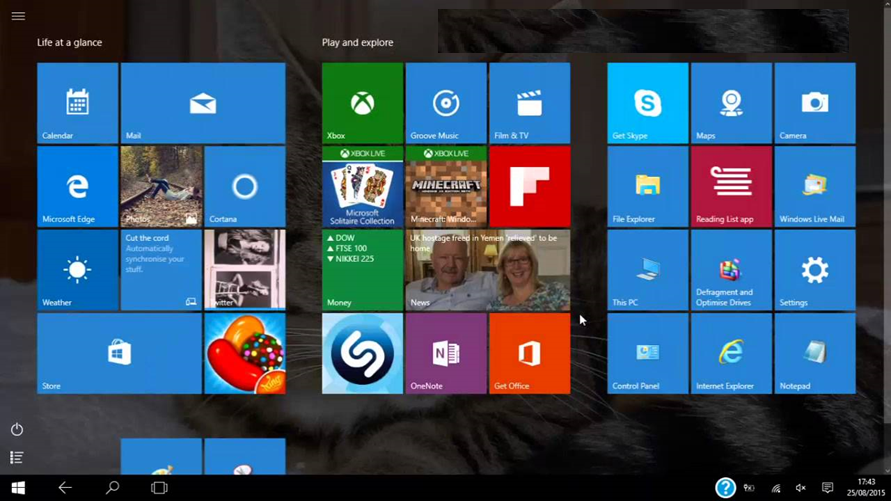 Life at a glance
Play and explore
Calendar
Mail
Xbox
Groove Music
Film & TV
Get Skype
Maps
Camera
Microsoft Edge
Photos
Cortana
XBOX LIVE
Microsoft
Solitaire Collection
XBOX LIVE
MINECRAFT
Minecraft: Windo...
File Explorer
Reading List app
Windows Live Mail
Weather
Cut the cord
Automatically
synchronise your
stuff.
Twitter
▲ DOW
▲ FTSE 100
▼ NIKKEI 225
Money
UK hostage freed in Yemen 'relieved' to be
home
News
This PC
Defragment and
Optimise Drives
Settings
Store
King
OneNote
Get Office
Control Panel
Internet Explorer
Notepad
17:43
25/08/2015